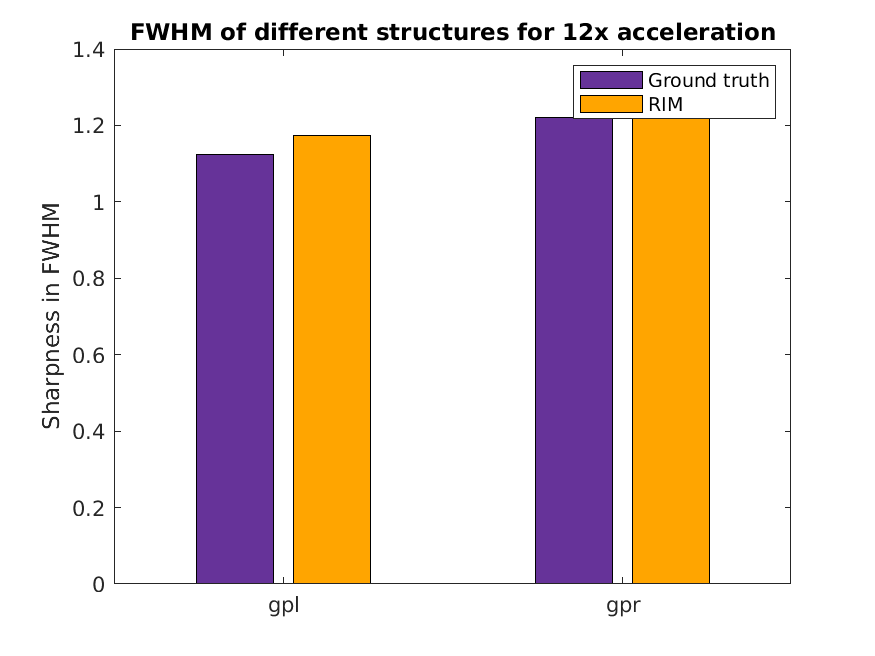 FWHM of different structures for 12x acceleration
1.4
1.2
1
0.8
0.6
0.4
0.2
0
Sharpness in FWHM
Ground truth
RIM
gpl
gpr